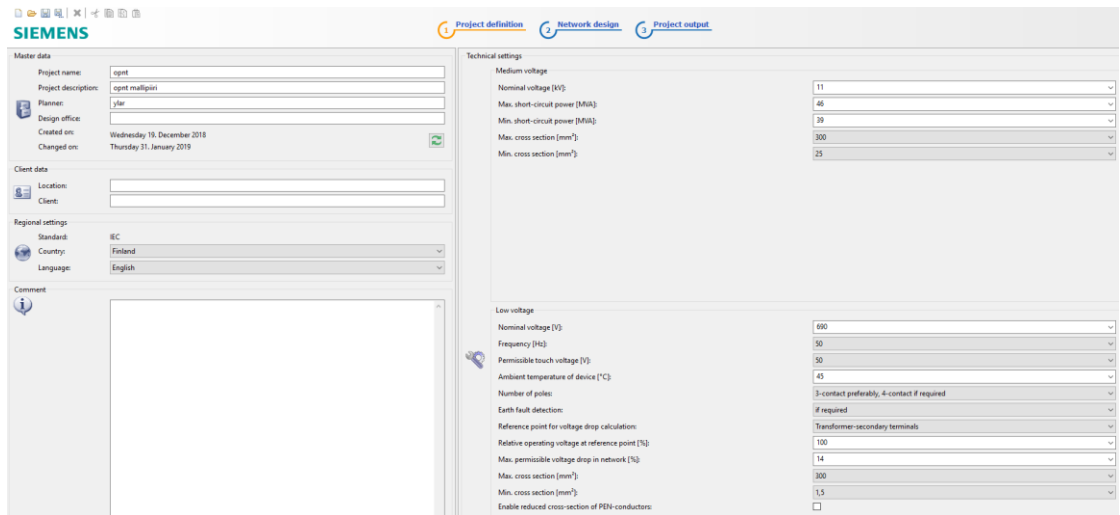 SIEMENS
1 Project definition 2 Network design 3 Project output
Master data
Project name: opnt
Project description: opnt mallipiiri
Planner: ylar
Design office:
Created on: Wednesday 19. December 2018
Changed on: Thursday 31. January 2019
Client data
Location:
Client:
Regional settings
Standard: IEC
Country: Finland
Language: English
Comment
Technical settings
Medium voltage
Nominal voltage [kV]: 11
Max. short-circuit power [MVA]: 46
Min. short-circuit power [MVA]: 39
Max. cross section [mm²]: 300
Min. cross section [mm²]: 25
Low voltage
Nominal voltage [V]: 690
Frequency [Hz]: 50
Permissible touch voltage [V]: 50
Ambient temperature of device [°C]: 45
Number of poles: 3-contact preferably, 4-contact if required
Earth fault detection: if required
Reference point for voltage drop calculation: Transformer-secondary terminals
Relative operating voltage at reference point [%]: 100
Max. permissible voltage drop in network [%]: 14
Max. cross section [mm²]: 300
Min. cross section [mm²]: 1,5
Enable reduced cross-section of PEN-conductors: